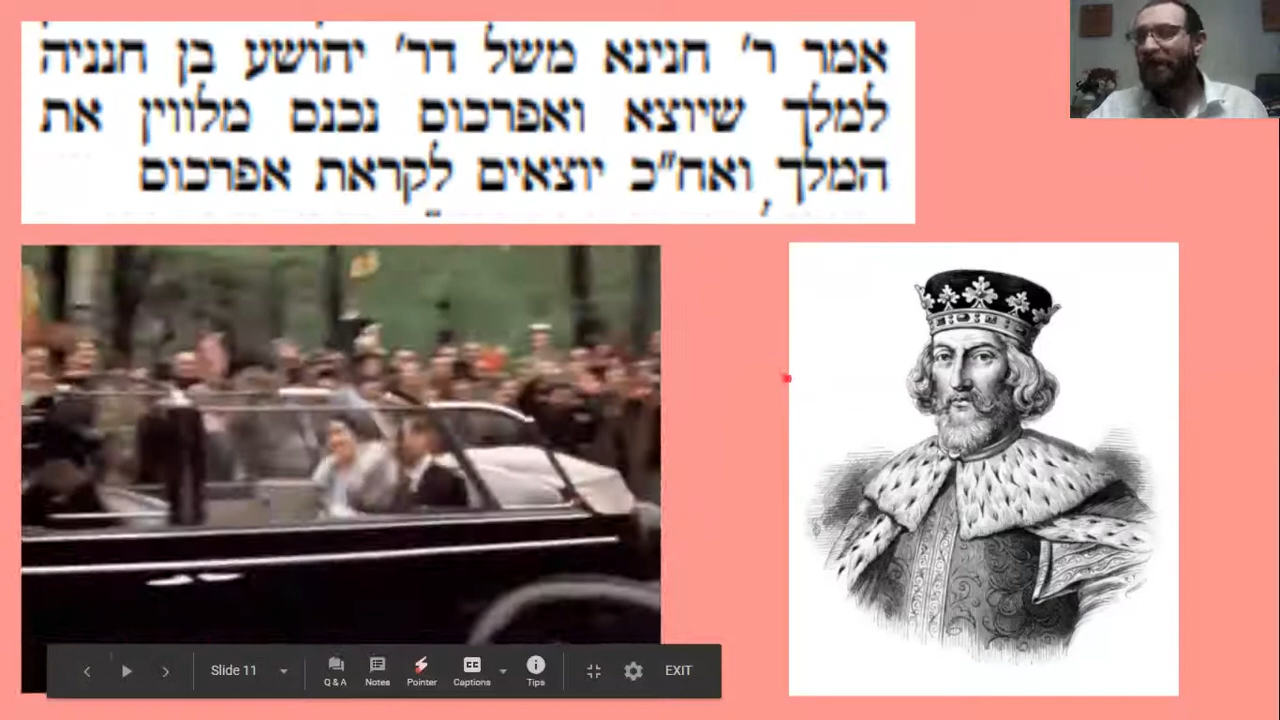 אמר ר' חנינא משל דר' יהושע בן חנניה
למלך שיוצא ואפרכוס נכנס מלווין את
המלך ואח"כ יוצאים לקראת אפרכוס
Slide 11
Q & A
Notes
Pointer
CC
Captions
Tips
EXIT